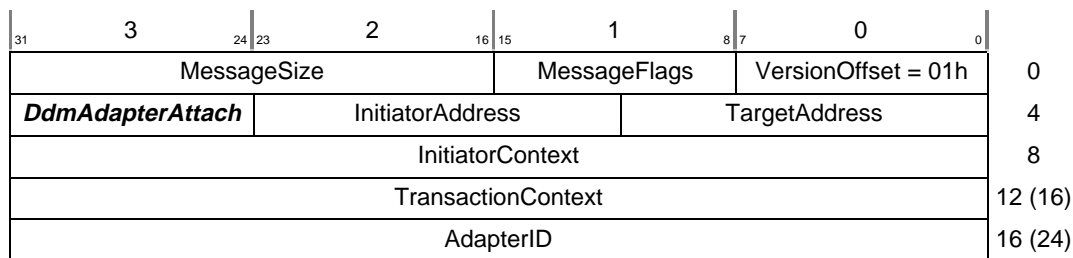 3 2 1 0
31 24 23 16 15 8 7 0
MessageSize MessageFlags VersionOffset = 01h 0
DdmAdapterAttach InitiatorAddress TargetAddress 4
InitiatorContext 8
TransactionContext 12 (16)
AdapterID 16 (24)